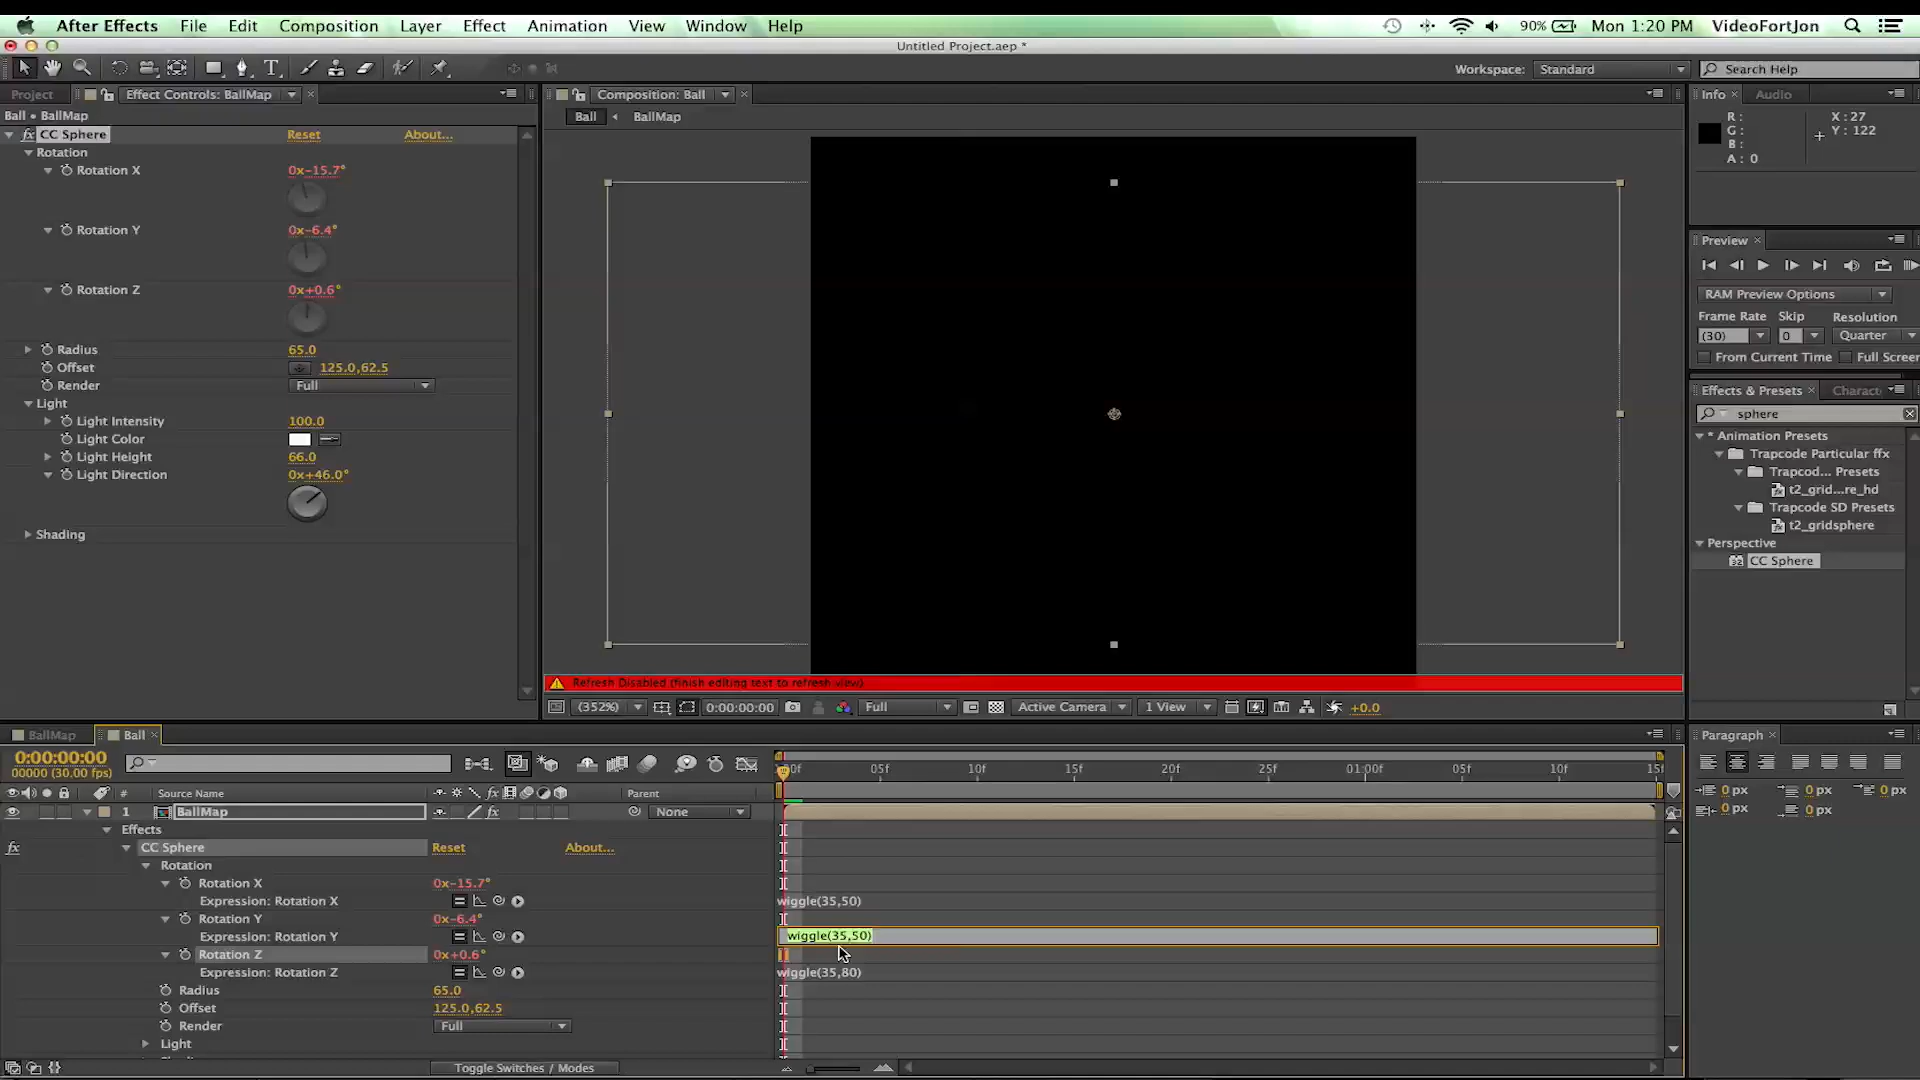 After Effects File Edit Composition Layer Effect Animation View Window Help 90% Mon 1:20 PM VideoFortJon
Untitled Project.aep *
Workspace: Standard Search Help
Project Effect Controls: BallMap
Ball • BallMap
CC Sphere Reset About...
Rotation
Rotation X 0x-15.7°
Rotation Y 0x-6.4°
Rotation Z 0x+0.6°
Radius 65.0
Offset 125.0,62.5
Render Full
Light
Light Intensity 100.0
Light Color
Light Height 66.0
Light Direction 0x+46.0°
Shading
Composition: Ball
Ball BallMap
Refresh Disabled (finish editing text to refresh view)
(352%) 0:00:00:00 Full Active Camera 1 View +0.0
Info Audio
R: X: 27
G: Y: 122
B:
A: 0
Preview
RAM Preview Options
Frame Rate Skip Resolution
(30) 0 Quarter
From Current Time Full Screen
Effects & Presets Charact
sphere
* Animation Presets
Trapcode Particular ffx
Trapcod... Presets
t2_grid...re_hd
Trapcode SD Presets
t2_gridsphere
Perspective
CC Sphere
BallMap Ball
0:00:00:00
00000 (30.00 fps)
05f 10f 15f 20f 25f 01:00f 05f 10f 15f
# Source Name Parent
1 BallMap None
Effects
CC Sphere Reset About...
Rotation
Rotation X 0x-15.7°
Expression: Rotation X wiggle(35,50)
Rotation Y 0x-6.4°
Expression: Rotation Y wiggle(35,50)
Rotation Z 0x+0.6°
Expression: Rotation Z wiggle(35,80)
Radius 65.0
Offset 125.0,62.5
Render Full
Light
Toggle Switches / Modes
Paragraph
0 px 0 px 0 px
0 px 0 px